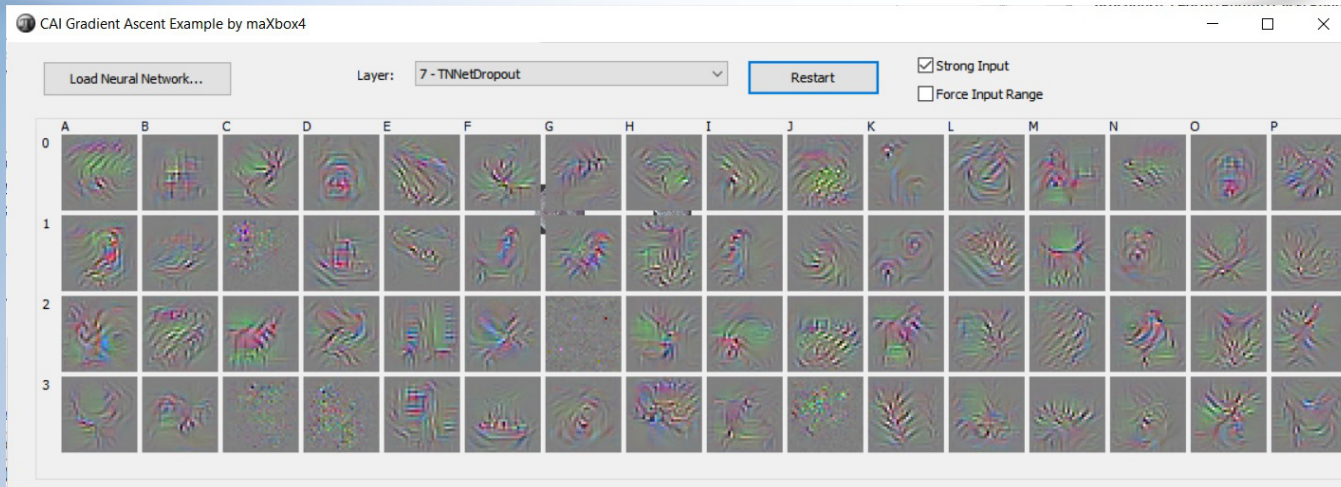 CAI Gradient Ascent Example by maXbox4
Load Neural Network...
Layer:
7 - TNNetDropout
Restart
Strong Input
Force Input Range
A B C D E F G H I J K L M N O P
0
1
2
3